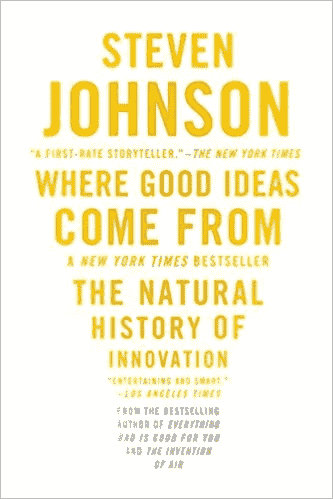 STEVEN
JOHNSON
"A FIRST-RATE STORYTELLER."—THE NEW YORK TIMES
WHERE GOOD IDEAS
COME FROM
A NEW YORK TIMES BESTSELLER
THE NATURAL
HISTORY OF
INNOVATION
"ENTERTAINING AND SMART."
—LOS ANGELES TIMES
FROM THE BESTSELLING
AUTHOR OF EVERYTHING
BAD IS GOOD FOR YOU
AND THE INVENTION
OF AIR